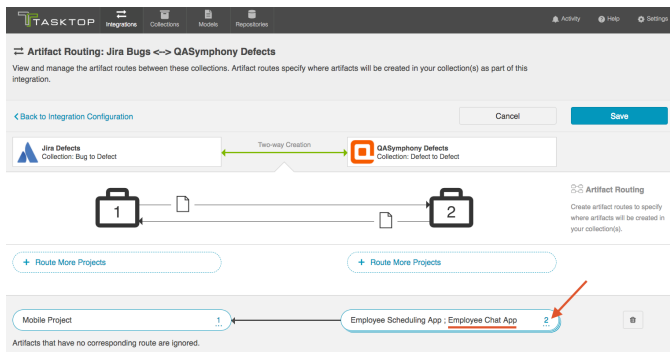 TASKTOP
Integrations
Collections
Models
Repositories
Activity
Help
Settings
Artifact Routing: Jira Bugs <--> QASymphony Defects
View and manage the artifact routes between these collections. Artifact routes specify where artifacts will be created in your collection(s) as part of this
integration.
Back to Integration Configuration
Cancel
Save
Jira Defects
Collection: Bug to Defect
Two-way Creation
QASymphony Defects
Collection: Defect to Defect
1
2
Artifact Routing
Create artifact routes to specify
where artifacts will be created in
your collection(s).
+ Route More Projects
+ Route More Projects
Mobile Project 1
Employee Scheduling App ; Employee Chat App 2
Artifacts that have no corresponding route are ignored.